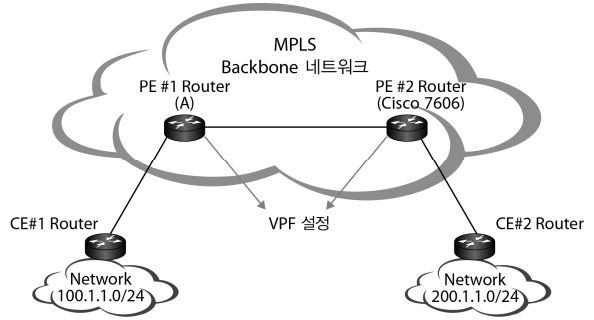 MPLS
Backbone 네트워크
PE #1 Router
(A)
PE #2 Router
(Cisco 7606)
CE#1 Router
VPF 설정
CE#2 Router
Network
100.1.1.0/24
Network
200.1.1.0/24